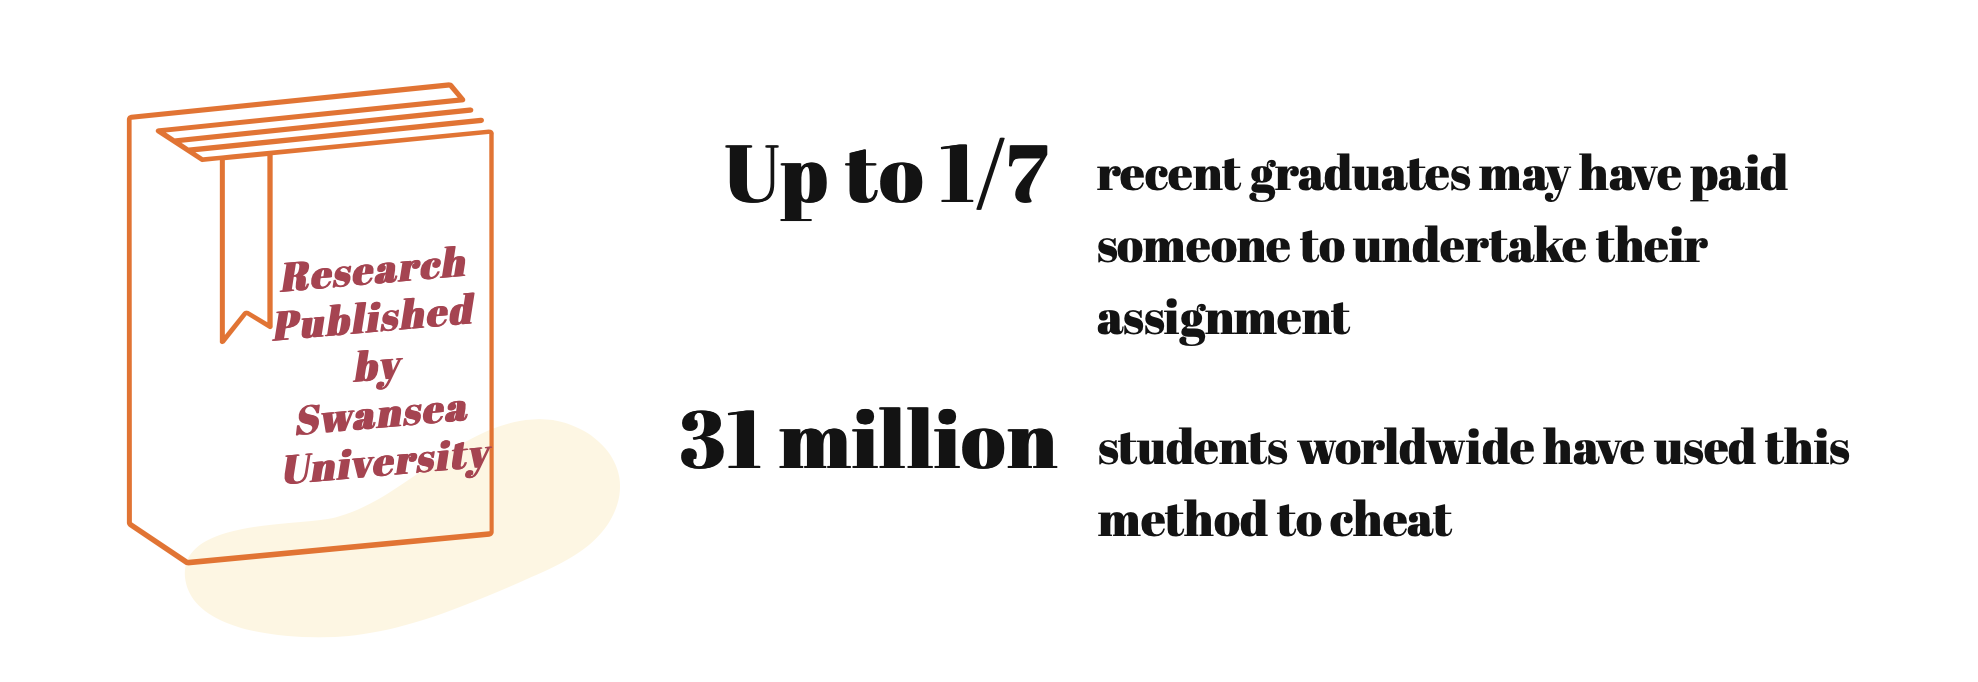 Research
Published
by
Swansea
University
Up to 1/7
recent graduates may have paid
someone to undertake their
assignment
31 million
students worldwide have used this
method to cheat